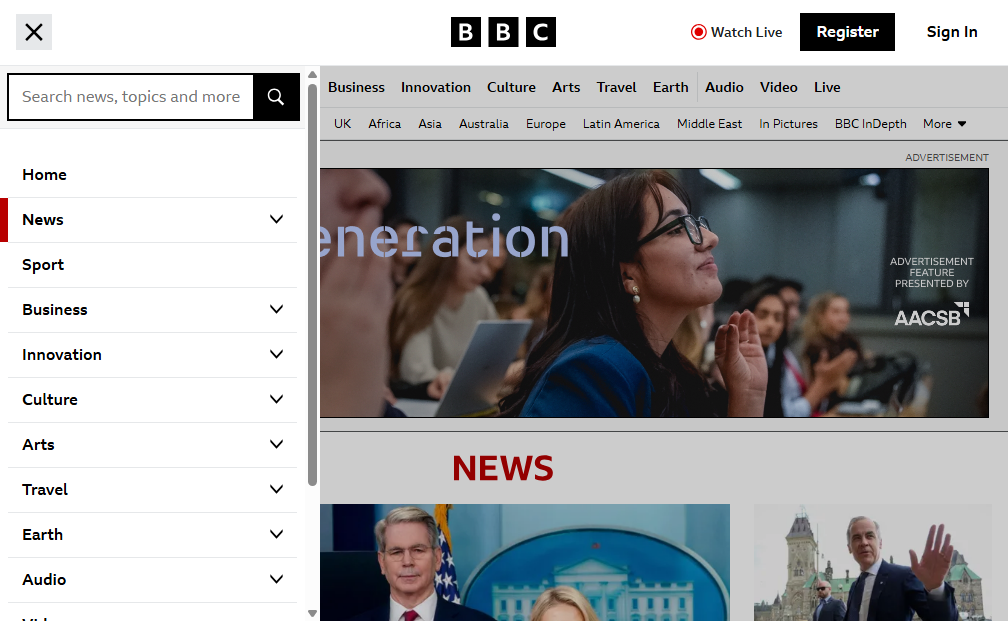 BBC
Watch Live
Register
Sign In
Search news, topics and more
Home
News
Sport
Business
Innovation
Culture
Arts
Travel
Earth
Audio
Business Innovation Culture Arts Travel Earth Audio Video Live
UK Africa Asia Australia Europe Latin America Middle East In Pictures BBC InDepth More
ADVERTISEMENT
eneration
ADVERTISEMENT
FEATURE
PRESENTED BY
AACSB
NEWS